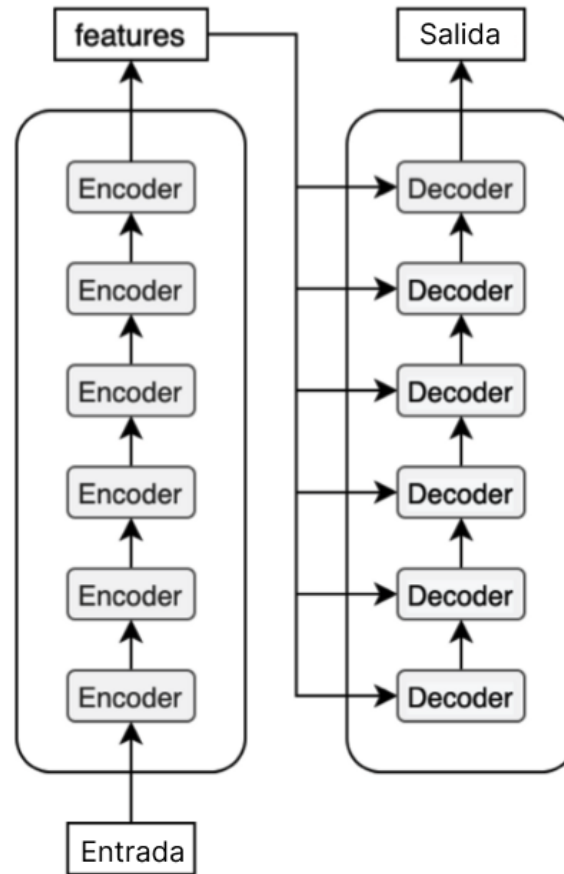 features
Salida
Encoder
Decoder
Encoder
Decoder
Encoder
Decoder
Encoder
Decoder
Encoder
Decoder
Encoder
Decoder
Entrada